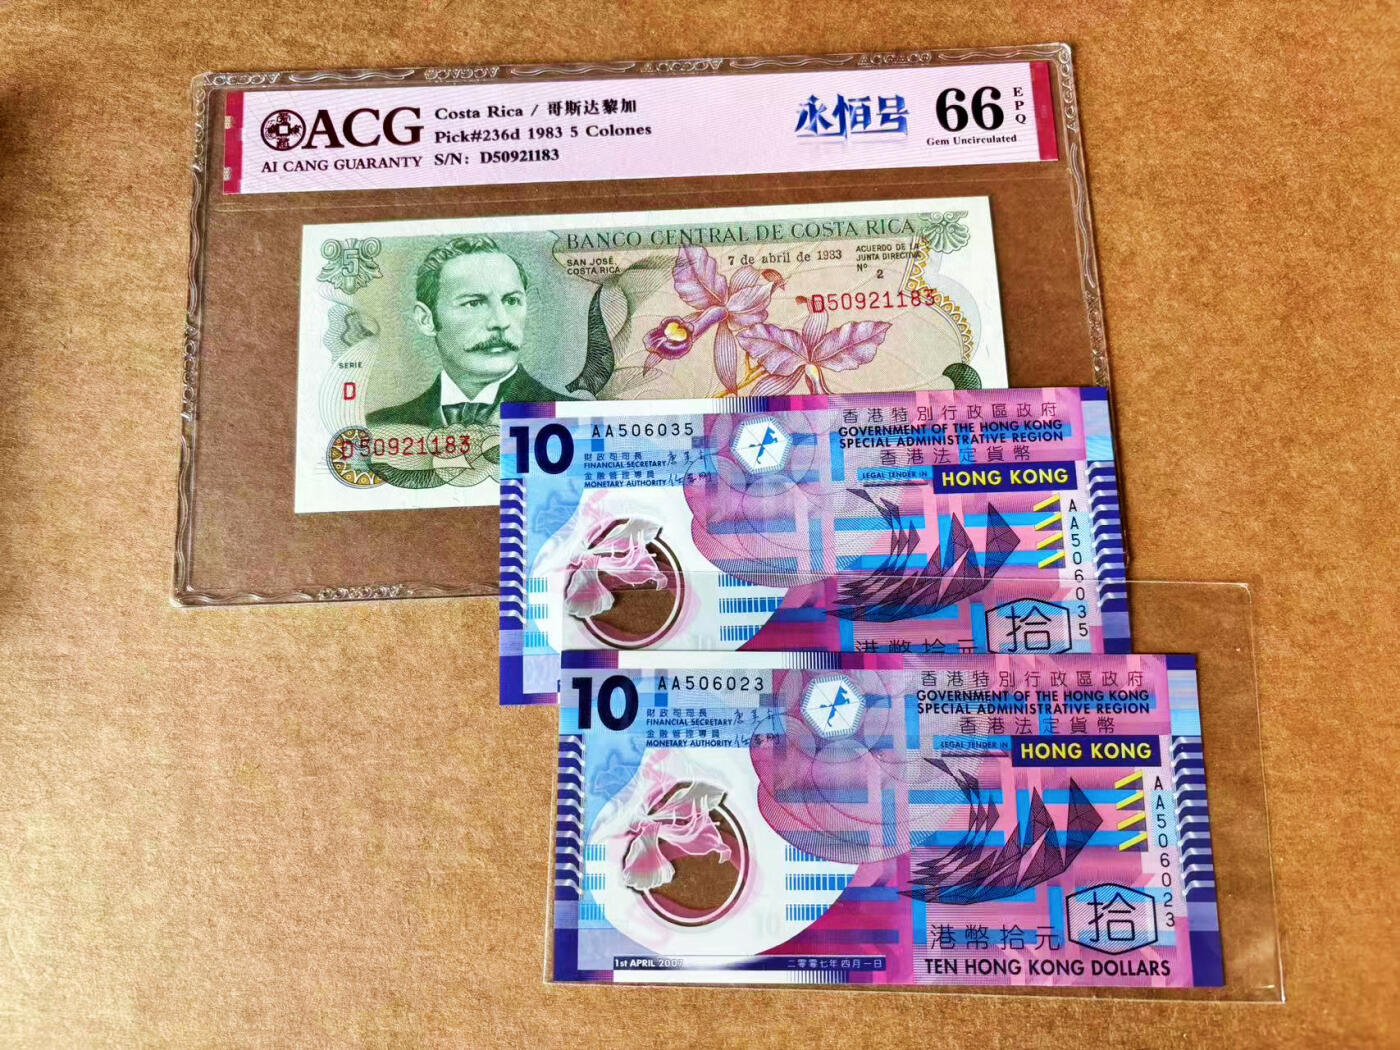 ACG
AI CANG GUARANTY
Costa Rica / 哥斯达黎加
Pick#236d 1983 5 Colones
S/N: D50921183
永恒号
66
EPQ
Gem Uncirculated
5
BANCO CENTRAL DE COSTA RICA
SAN JOSÉ,
COSTA RICA
7 de abril de 1983
ACUERDO DE LA
JUNTA DIRECTIVA
Nº
2
D50921183
SERIE
D
D50921183
10
AA506035
財政司司長
FINANCIAL SECRETARY
金融管理專員
MONETARY AUTHORITY
香港特別行政區政府
GOVERNMENT OF THE HONG KONG
SPECIAL ADMINISTRATIVE REGION
香港法定貨幣
LEGAL TENDER IN
HONG KONG
AA506035
拾
港幣拾元
10
AA506023
財政司司長
FINANCIAL SECRETARY
金融管理專員
MONETARY AUTHORITY
香港特別行政區政府
GOVERNMENT OF THE HONG KONG
SPECIAL ADMINISTRATIVE REGION
香港法定貨幣
LEGAL TENDER IN
HONG KONG
AA506023
10
拾
港幣拾元
TEN HONG KONG DOLLARS
1st APRIL 2007
二零零七年四月一日